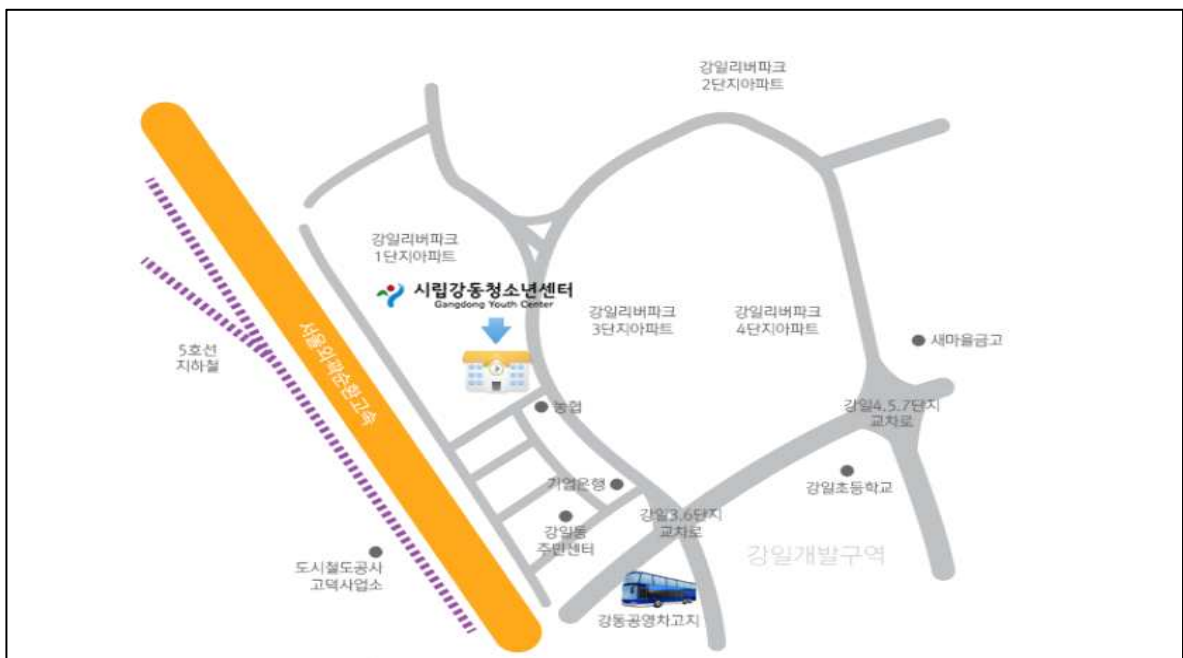 강일리버파크
2단지아파트
강일리버파크
1단지아파트
시립강동청소년센터
Gangdong Youth Center
강일리버파크
3단지아파트
강일리버파크
4단지아파트
새마을금고
5호선
지하철
서울외곽순환고속
농협
강일4.5.7단지
교차로
기업은행
강일초등학교
강일3.6단지
교차로
강일동
주민센터
강일개발구역
도시철도공사
고덕사업소
강동공영차고지